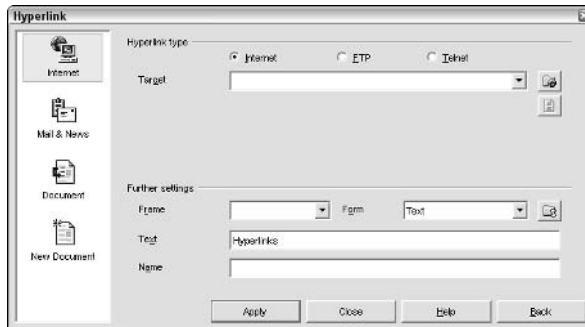 Hyperlink
Hyperlink type
Internet FTP Telnet
Internet
Target
Mail & News
Document
Further settings
Frame Form Text
New Document
Text Hyperlinks
Name
Apply Close Help Back